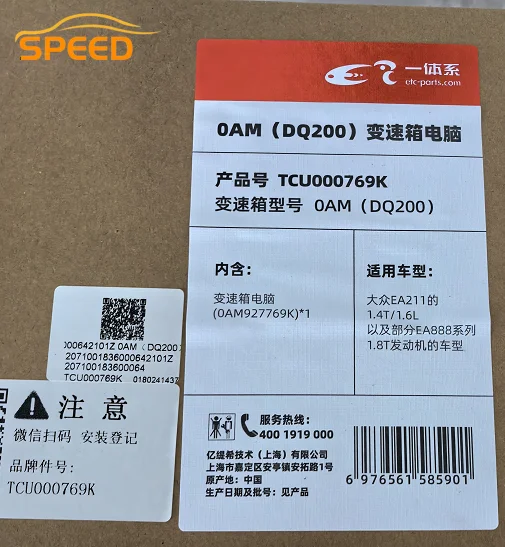 SPEED
一体系
etc-parts.com
0AM（DQ200）变速箱电脑
产品号 TCU000769K
变速箱型号 0AM（DQ200）
内含：
变速箱电脑
(0AM927769K)*1
适用车型：
大众EA211的
1.4T/1.6L
以及部分EA888系列
1.8T发动机的车型
服务热线：
400 1919 000
亿缇希技术（上海）有限公司
上海市嘉定区安亭镇安拓路1号
原产地：中国
生产日期及批号：见产品
6 976561 585901
000642101Z 0AM（DQ200）
2071001836000642101Z
207100183600064
TCU000769K 0180241437
注 意
微信扫码 安装登记
品牌件号：
TCU000769K